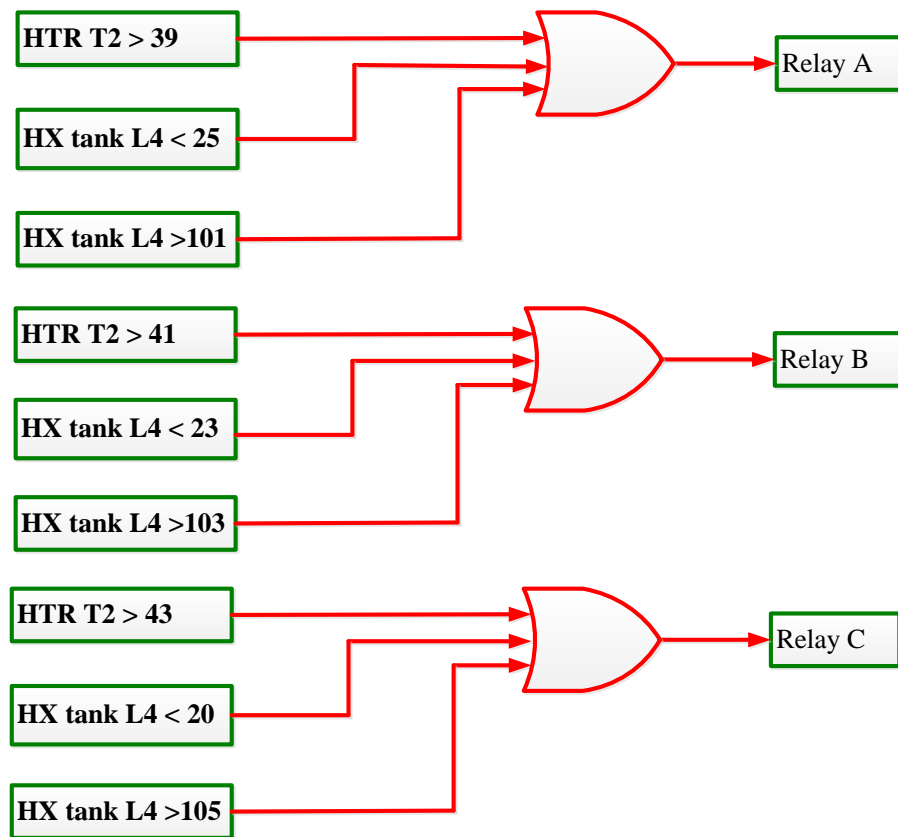 HTR T2 > 39
Relay A
HX tank L4 < 25
HX tank L4 >101
HTR T2 > 41
Relay B
HX tank L4 < 23
HX tank L4 >103
HTR T2 > 43
Relay C
HX tank L4 < 20
HX tank L4 >105